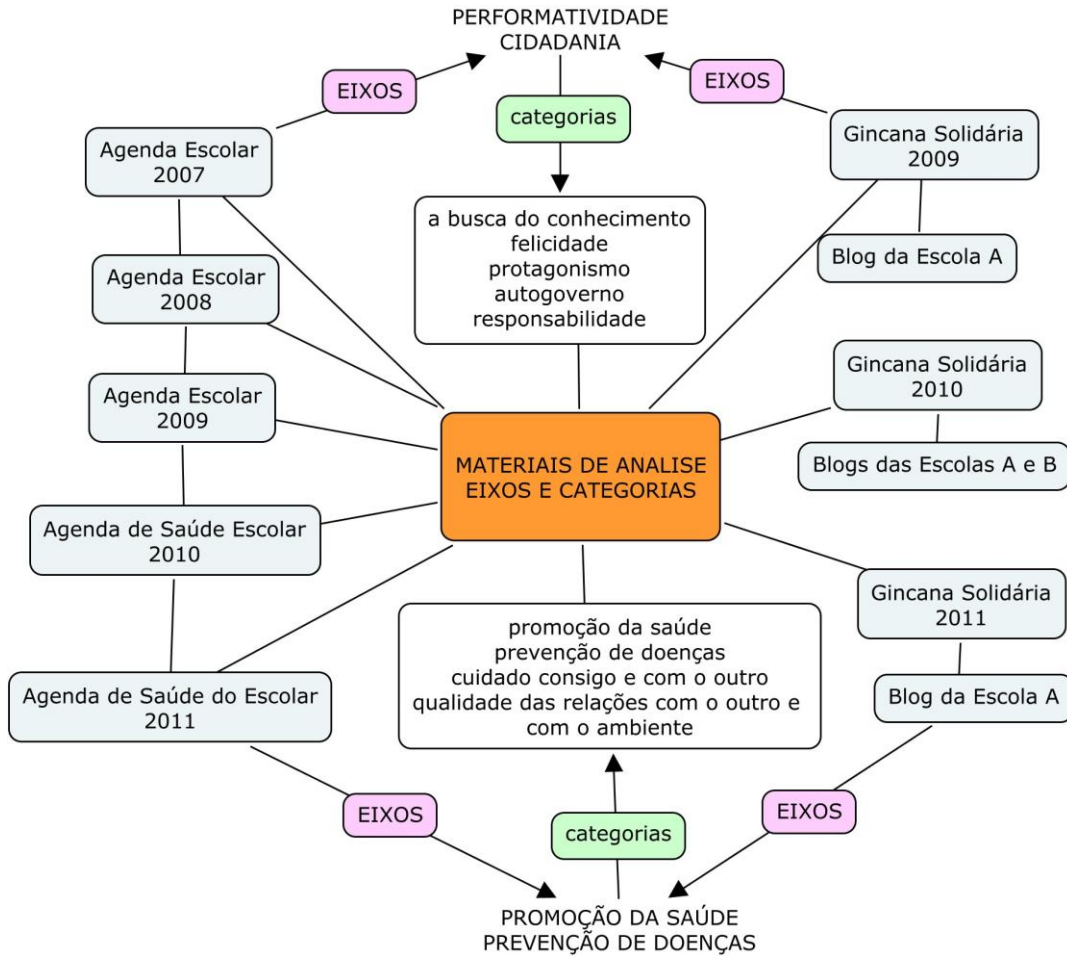 PERFORMATIVIDADE
CIDADANIA
EIXOS
EIXOS
categorias
Agenda Escolar
2007
Gincana Solidária
2009
a busca do conhecimento
felicidade
protagonismo
autogoverno
responsabilidade
Blog da Escola A
Agenda Escolar
2008
Agenda Escolar
2009
Gincana Solidária
2010
MATERIAIS DE ANALISE
EIXOS E CATEGORIAS
Blogs das Escolas A e B
Agenda de Saúde Escolar
2010
Gincana Solidária
2011
promoção da saúde
prevenção de doenças
cuidado consigo e com o outro
qualidade das relações com o outro e
com o ambiente
Agenda de Saúde do Escolar
2011
Blog da Escola A
EIXOS
EIXOS
categorias
PROMOÇÃO DA SAÚDE
PREVENÇÃO DE DOENÇAS